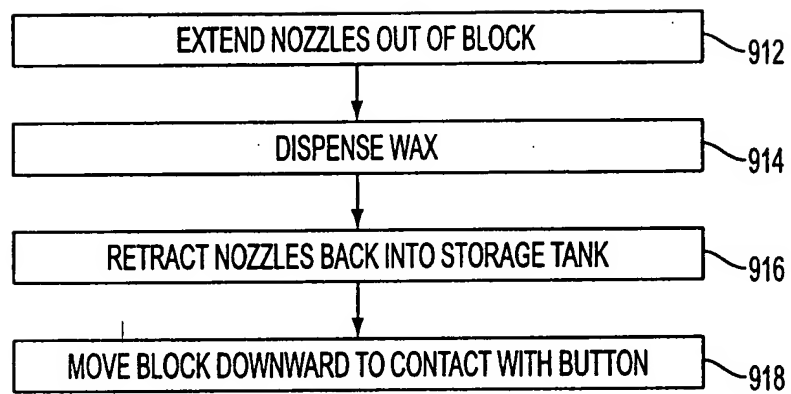 EXTEND NOZZLES OUT OF BLOCK 912
DISPENSE WAX 914
RETRACT NOZZLES BACK INTO STORAGE TANK 916
MOVE BLOCK DOWNWARD TO CONTACT WITH BUTTON 918